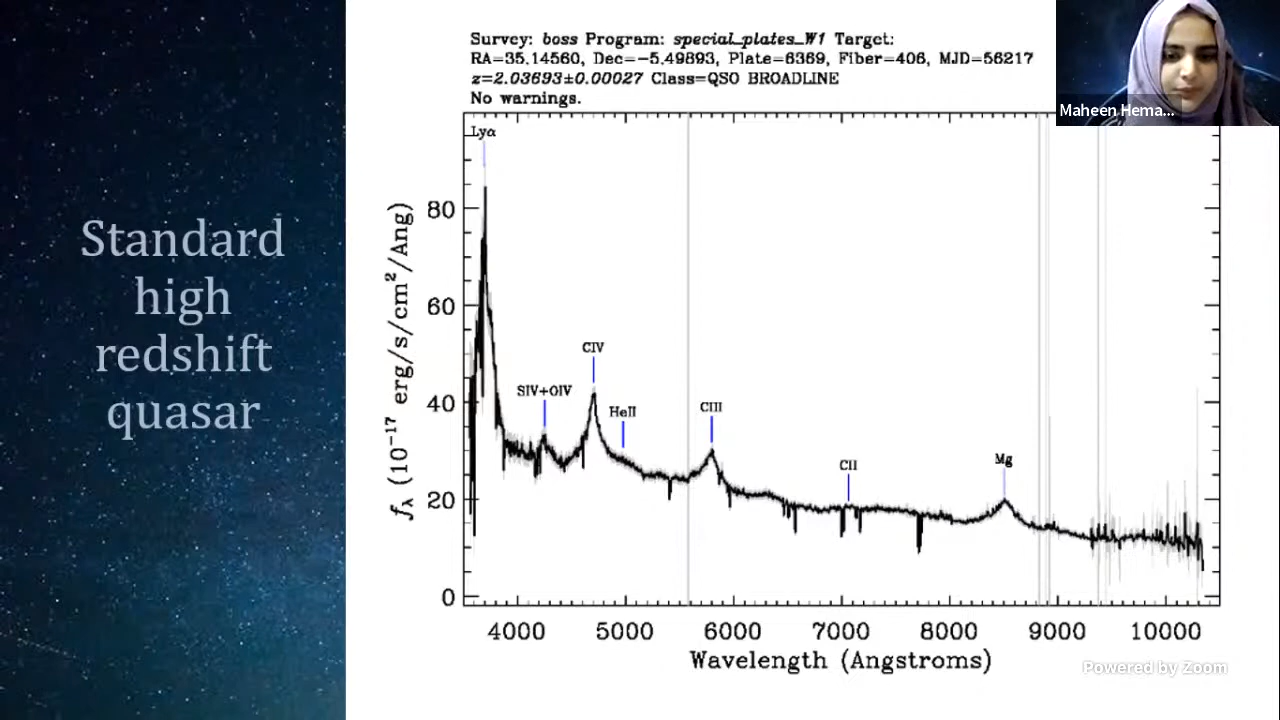 Standard
high
redshift
quasar
Survey: boss Program: special_plates_W1 Target:
RA=35.14560, Dec=−5.49893, Plate=6369, Fiber=406, MJD=56217
z=2.03693±0.00027 Class=QSO BROADLINE
No warnings.
Maheen Hema...
Lyα
80
60
40
20
0
f_λ (10⁻¹⁷ erg/s/cm²/Ang)
SIV+OIV
CIV
HeII
CIII
CII
Mg
4000 5000 6000 7000 8000 9000 10000
Wavelength (Angstroms)
Powered by Zoom